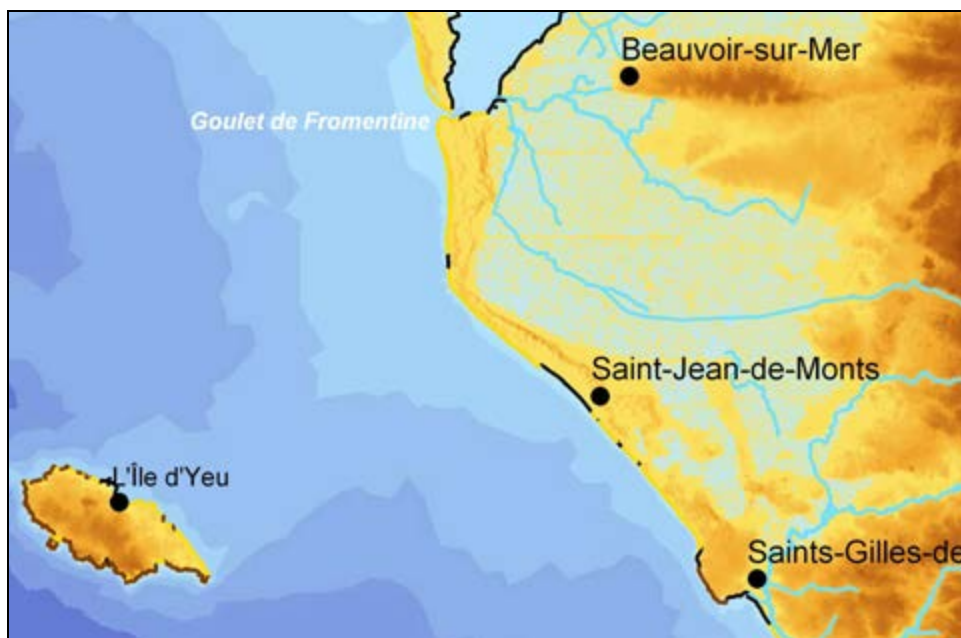 Beauvoir-sur-Mer
Goulet de Fromentine
Saint-Jean-de-Monts
L'Île d'Yeu
Saints-Gilles-de